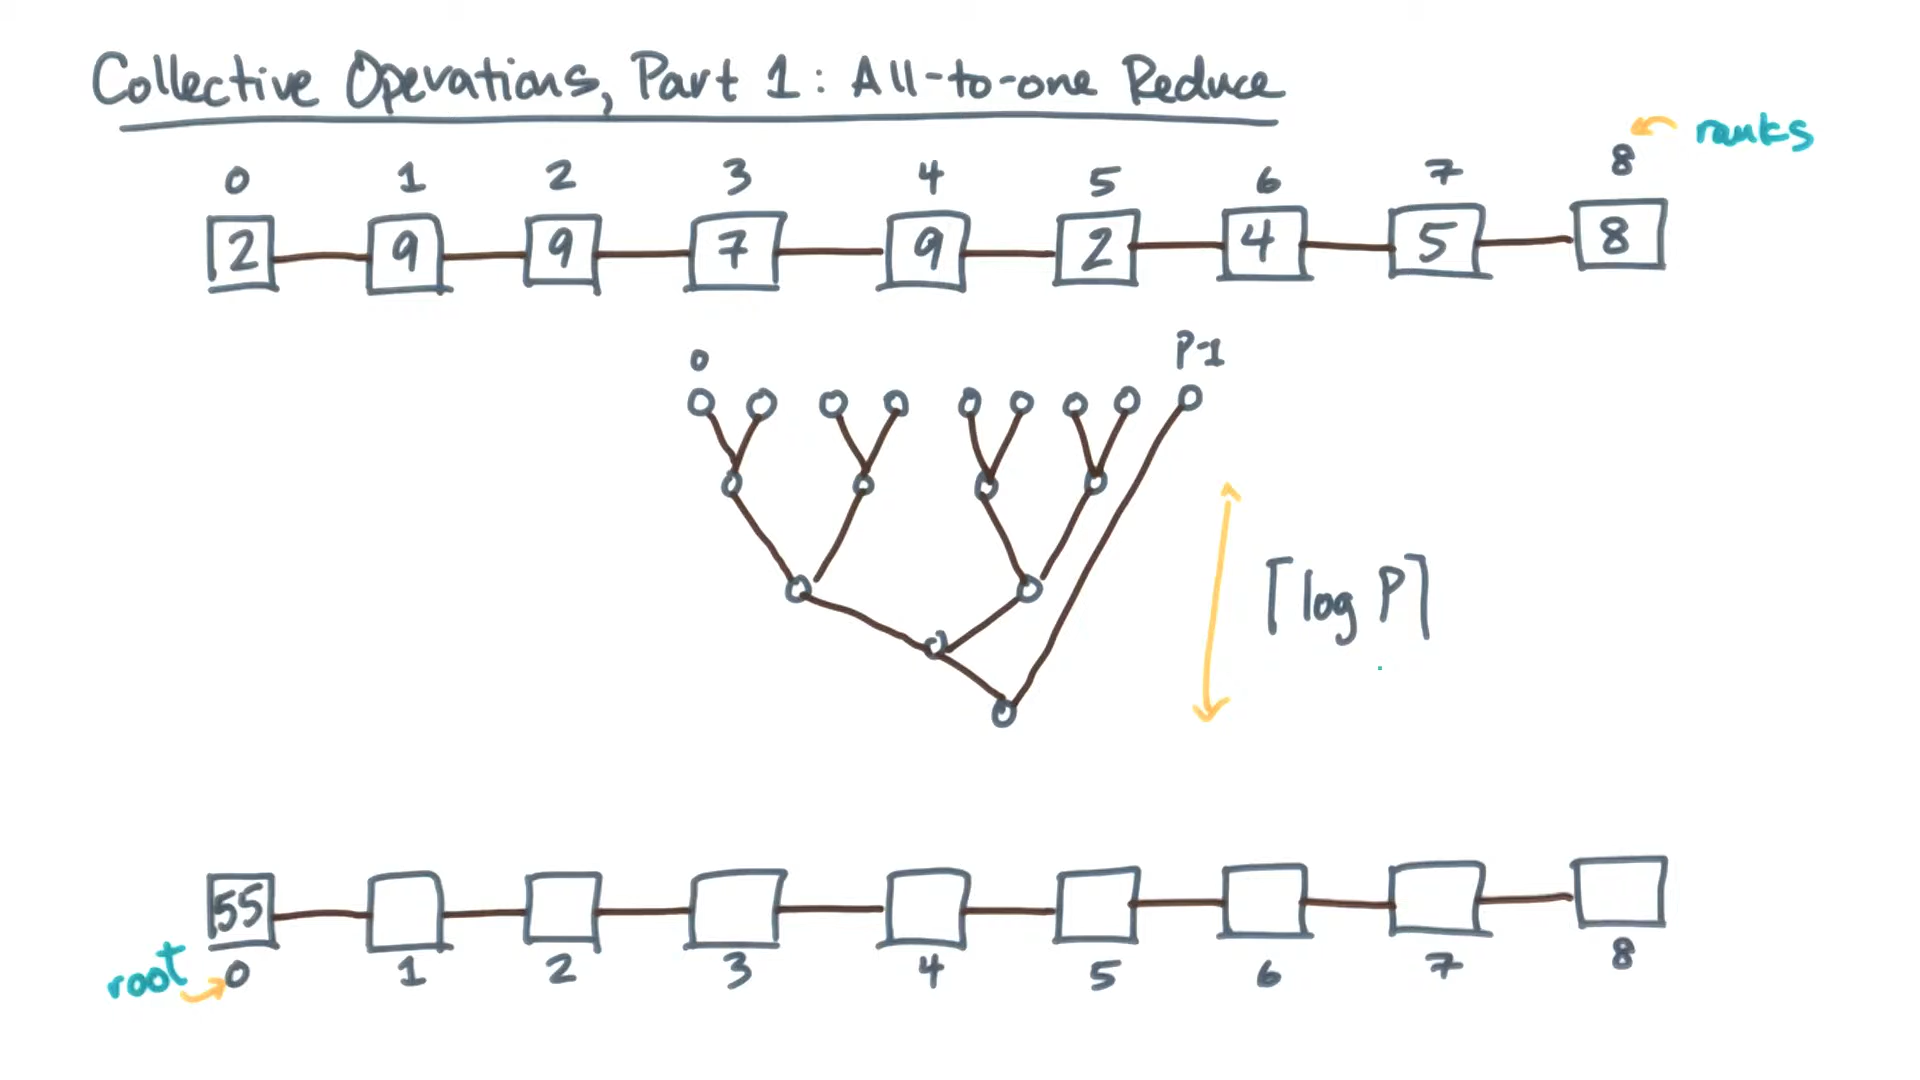 Collective Operations, Part 1: All-to-one Reduce
ranks
0 1 2 3 4 5 6 7 8
2 9 9 7 9 2 4 5 8
0 P-1
⌈log P⌉
55
root
0 1 2 3 4 5 6 7 8